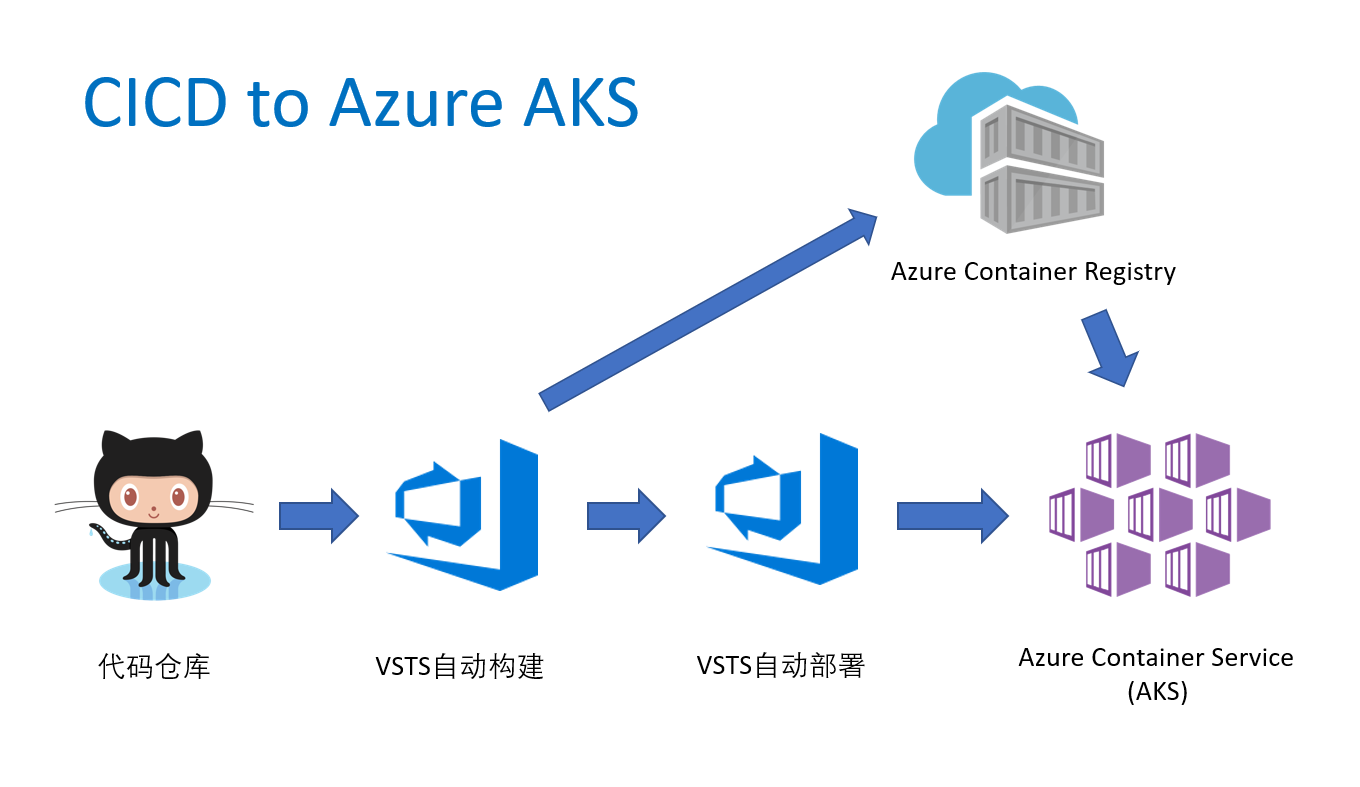 CICD to Azure AKS
Azure Container Registry
代码仓库
VSTS自动构建
VSTS自动部署
Azure Container Service
(AKS)